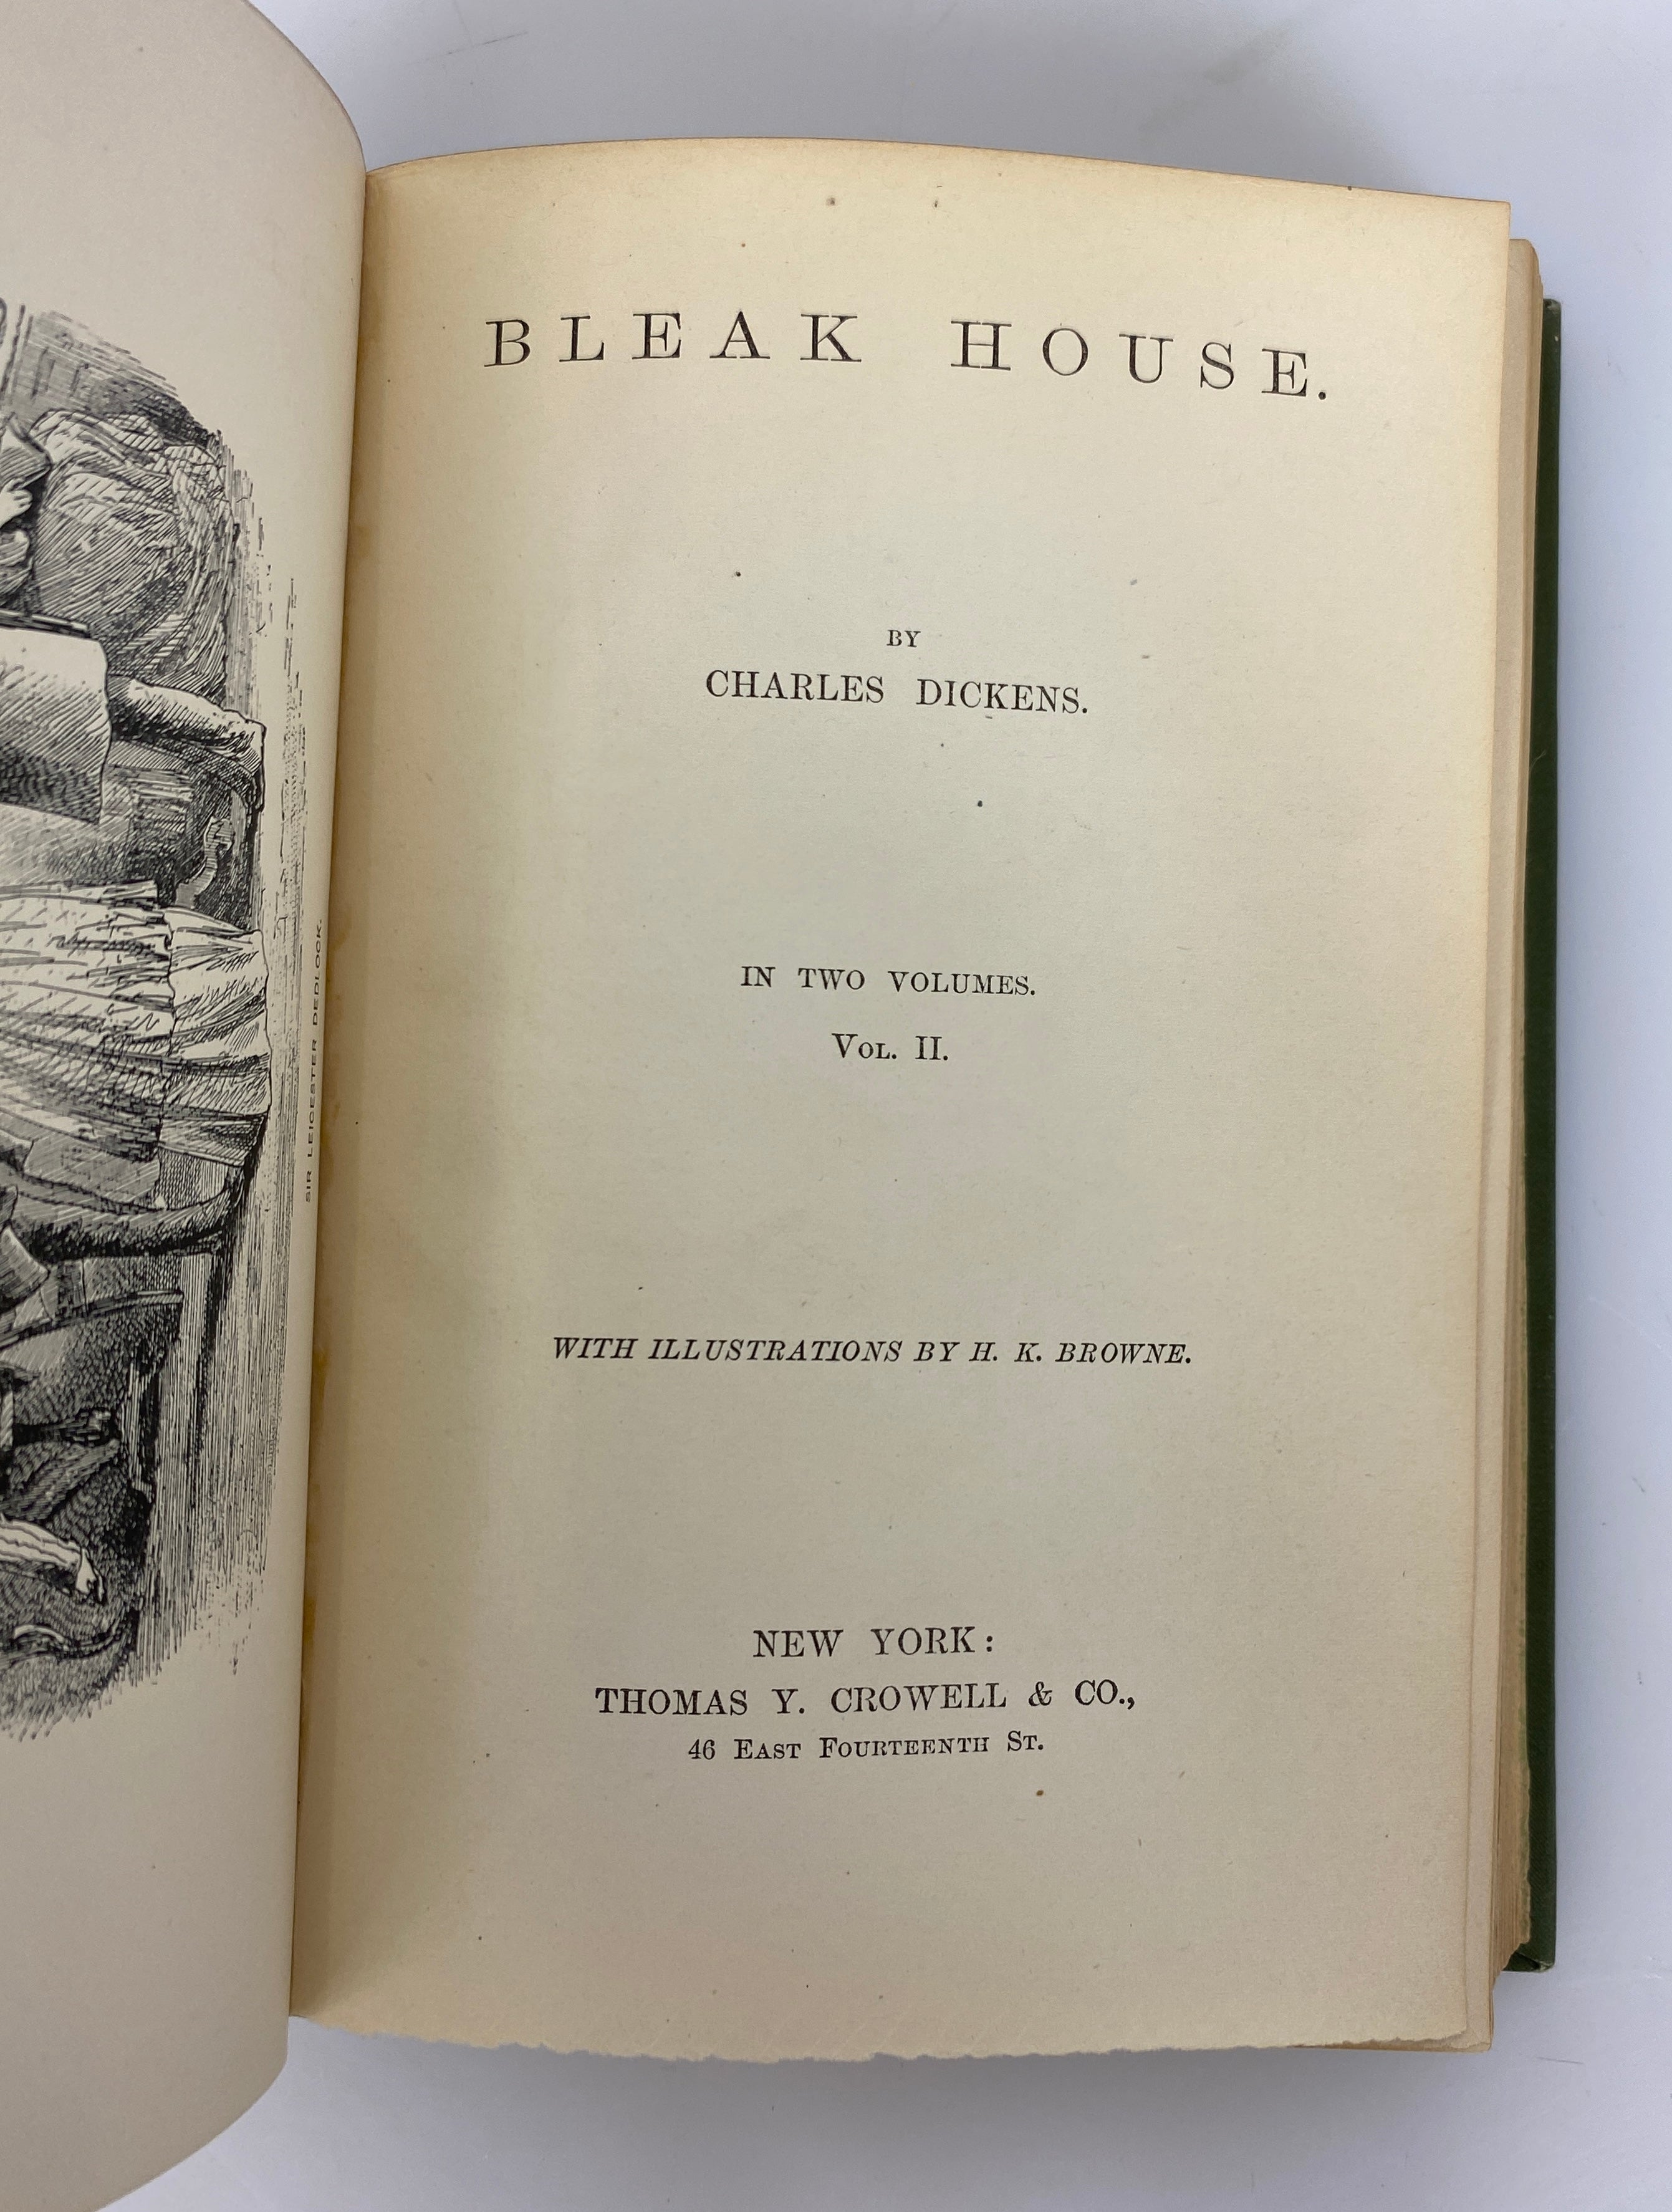 SIR LEICESTER DEDLOCK.
BLEAK HOUSE.
BY
CHARLES DICKENS.
IN TWO VOLUMES.
VOL. II.
WITH ILLUSTRATIONS BY H. K. BROWNE.
NEW YORK:
THOMAS Y. CROWELL & CO.,
46 EAST FOURTEENTH ST.